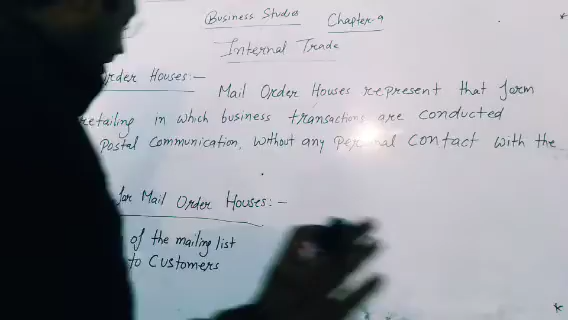 Business Studies Chapter-9
Internal Trade
rder Houses:- Mail Order Houses represent that form
retailing in which business transactions are conducted
Postal Communication, without any personal contact with the
for Mail Order Houses:-
of the mailing list
to Customers